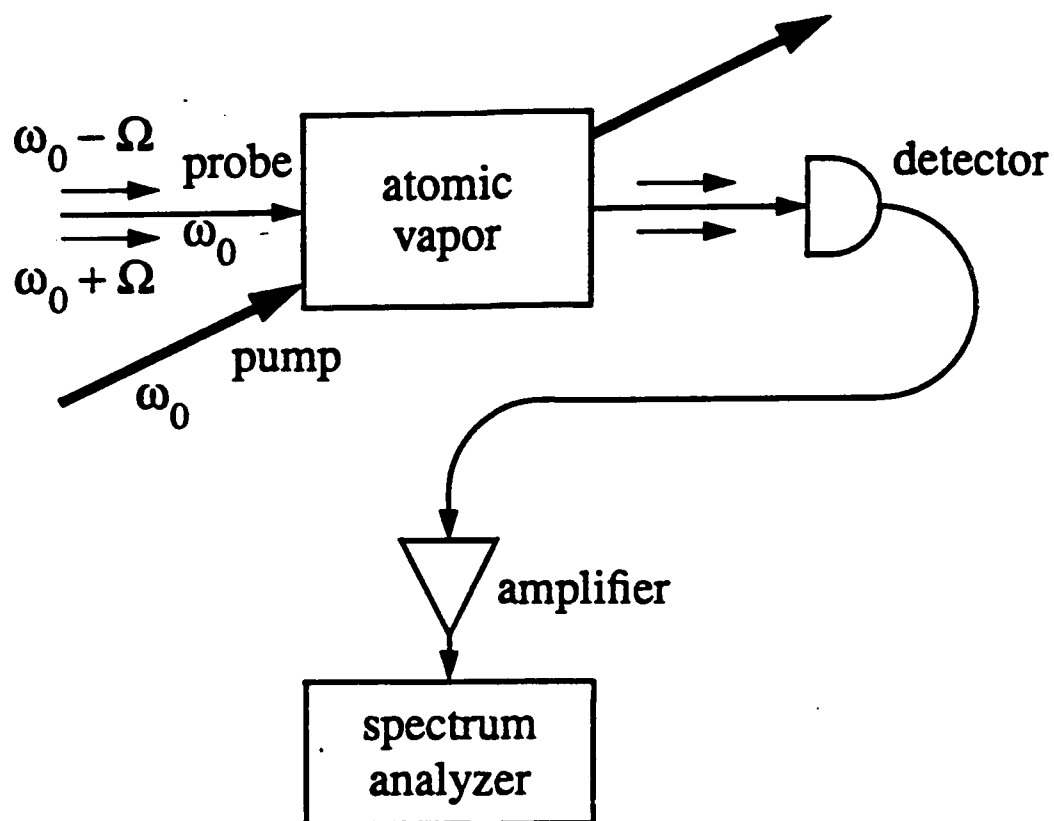 ω₀ − Ω
probe
ω₀
ω₀ + Ω
pump
ω₀
atomic
vapor
detector
amplifier
spectrum
analyzer